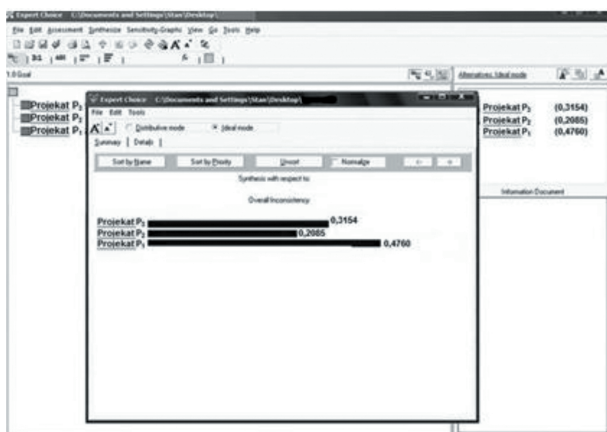 Expert Choice C:\Documents and Settings\Stan\Desktop\
File Edit Assessment Synthesize Sensitivity-Graphs View Go Tools Help
1.0 Goal
Alternatives: Ideal mode
Projekat P₃ (0,3154)
Projekat P₂ (0,2085)
Projekat P₁ (0,4760)
Information Document
Projekat P₃
Projekat P₂
Projekat P₁
Expert Choice C:\Documents and Settings\Stan\Desktop\
File Edit Tools
Distributive mode Ideal mode
Summary Details
Sort by Name Sort by Priority Unsort Normalize
Synthesis with respect to:
Overall Inconsistency
Projekat 0,3154
Projekat 0,2085
Projekat 0,4760